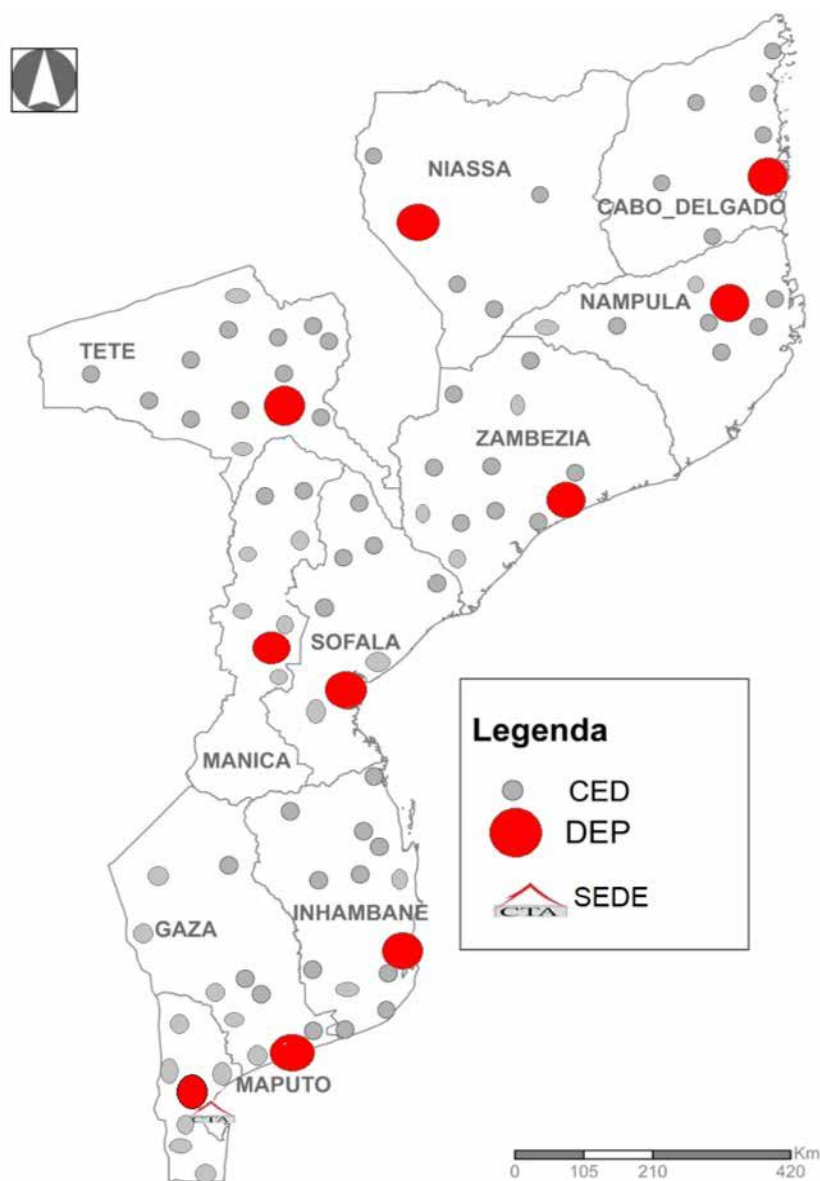 NIASSA
CABO_DELGADO
NAMPULA
TETE
ZAMBEZIA
SOFALA
MANICA
Legenda
CED
DEP
CTA SEDE
INHAMBANE
GAZA
MAPUTO
CTA
Km
0 105 210 420